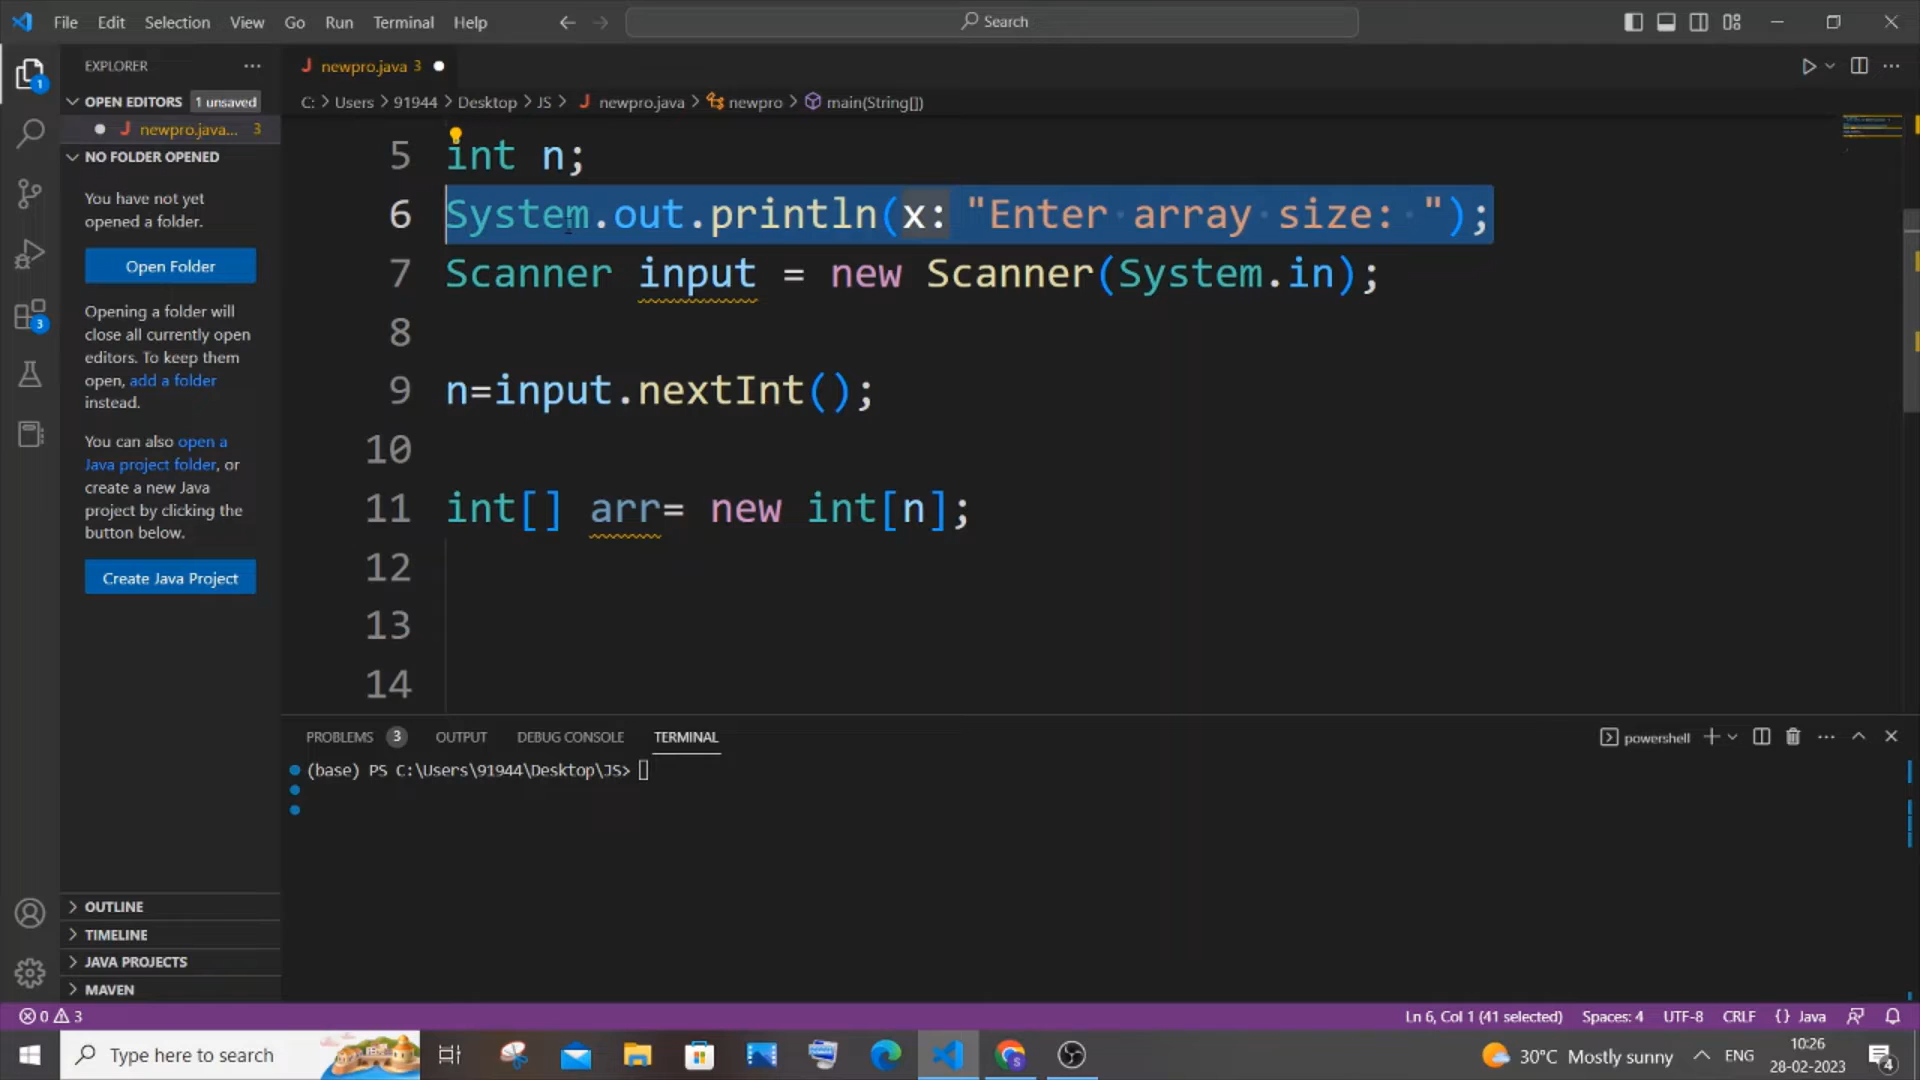 File Edit Selection View Go Run Terminal Help
Search
EXPLORER
newpro.java 3
OPEN EDITORS 1 unsaved
C: > Users > 91944 > Desktop > JS > newpro.java > newpro > main(String[])
newpro.java... 3
NO FOLDER OPENED
You have not yet
opened a folder.
Open Folder
Opening a folder will
close all currently open
editors. To keep them
open, add a folder
instead.
You can also open a
Java project folder, or
create a new Java
project by clicking the
button below.
Create Java Project
OUTLINE
TIMELINE
JAVA PROJECTS
MAVEN
1
3
5 int n;
6 System.out.println(x: "Enter array size: ");
7 Scanner input = new Scanner(System.in);
8
9 n=input.nextInt();
10
11 int[] arr= new int[n];
12
13
14
PROBLEMS 3 OUTPUT DEBUG CONSOLE TERMINAL
powershell
(base) PS C:\Users\91944\Desktop\JS>
0 3
Ln 6, Col 1 (41 selected) Spaces: 4 UTF-8 CRLF {} Java
Type here to search
30°C Mostly sunny
ENG
10:26
28-02-2023
4